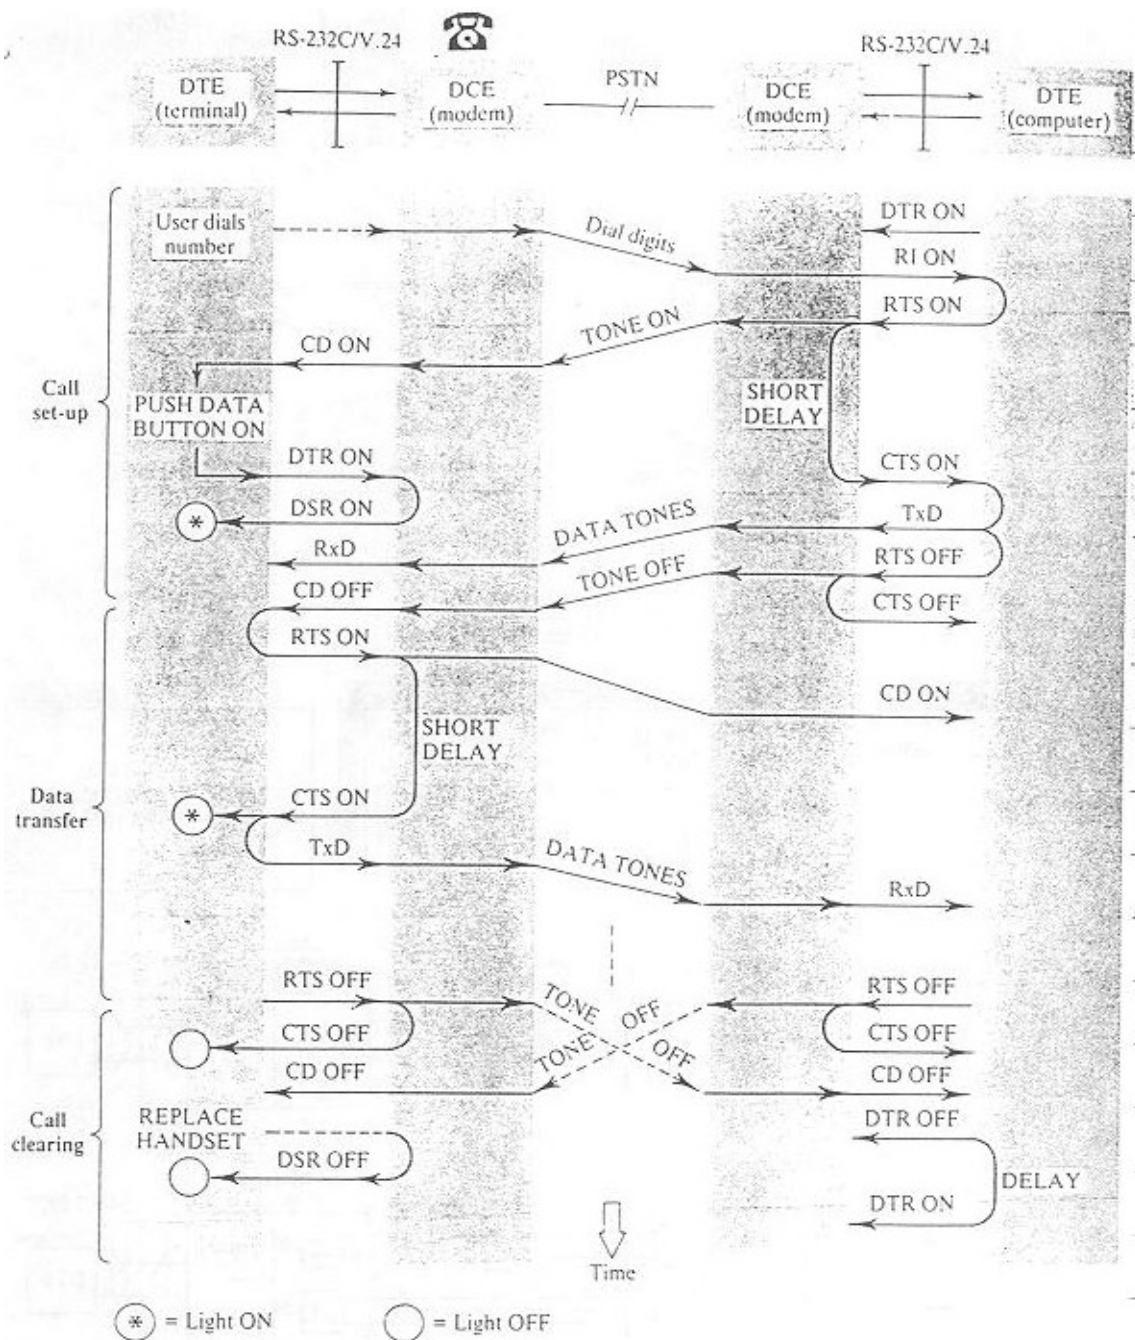 RS-232C/V.24
RS-232C/V.24
DTE
(terminal)
DCE
(modem)
PSTN
DCE
(modem)
DTE
(computer)
User dials
number
Dial digits
DTR ON
RI ON
RTS ON
TONE ON
CD ON
Call
set-up
PUSH DATA
BUTTON ON
SHORT
DELAY
DTR ON
CTS ON
DSR ON
DATA TONES
TxD
RxD
TONE OFF
RTS OFF
CD OFF
CTS OFF
RTS ON
CD ON
SHORT
DELAY
Data
transfer
*
CTS ON
TxD
DATA TONES
RxD
RTS OFF
TONE OFF
TONE OFF
RTS OFF
CTS OFF
CTS OFF
CD OFF
CD OFF
Call
clearing
REPLACE
HANDSET
DTR OFF
DSR OFF
DELAY
DTR ON
Time
* = Light ON
= Light OFF